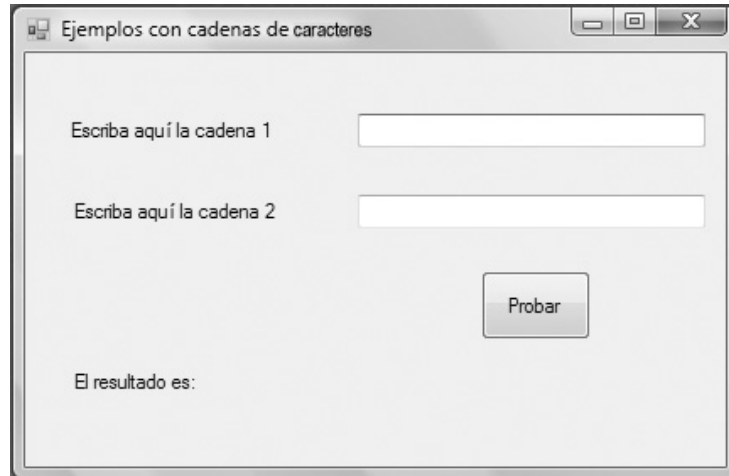 Ejemplos con cadenas de caracteres
Escriba aquí la cadena 1
Escriba aquí la cadena 2
Probar
El resultado es: